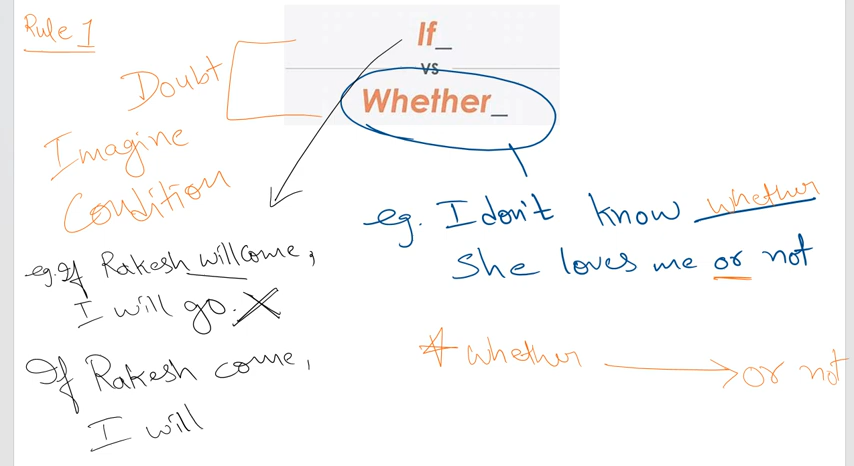 Rule 1
If_
vs
Whether_
Doubt
Imagine
Condition
eg. If Rakesh will come,
I will go. X
If Rakesh come,
I will
eg. I don't know whether
She loves me or not
* whether → or not